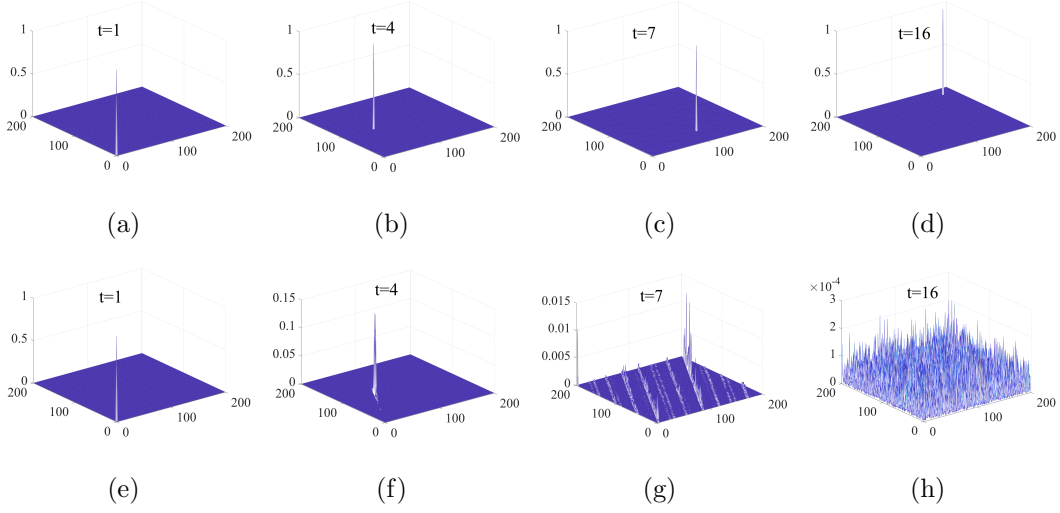 t=1 t=4 t=7 t=16
1 1 1 1
0.5 0.5 0.5 0.5
0 0 0 0
200 200 200 200 200 200 200 200
100 100 100 100 100 100 100 100
0 0 0 0 0 0 0 0
(a) (b) (c) (d)
t=1 t=4 t=7 ×10⁻⁴ t=16
1 0.15 0.015 3
0.5 0.1 0.01 2
0.05 0.005 1
0 0 0 0
200 200 200 200 200 200 200 200
100 100 100 100 100 100 100 100
0 0 0 0 0 0 0 0
(e) (f) (g) (h)